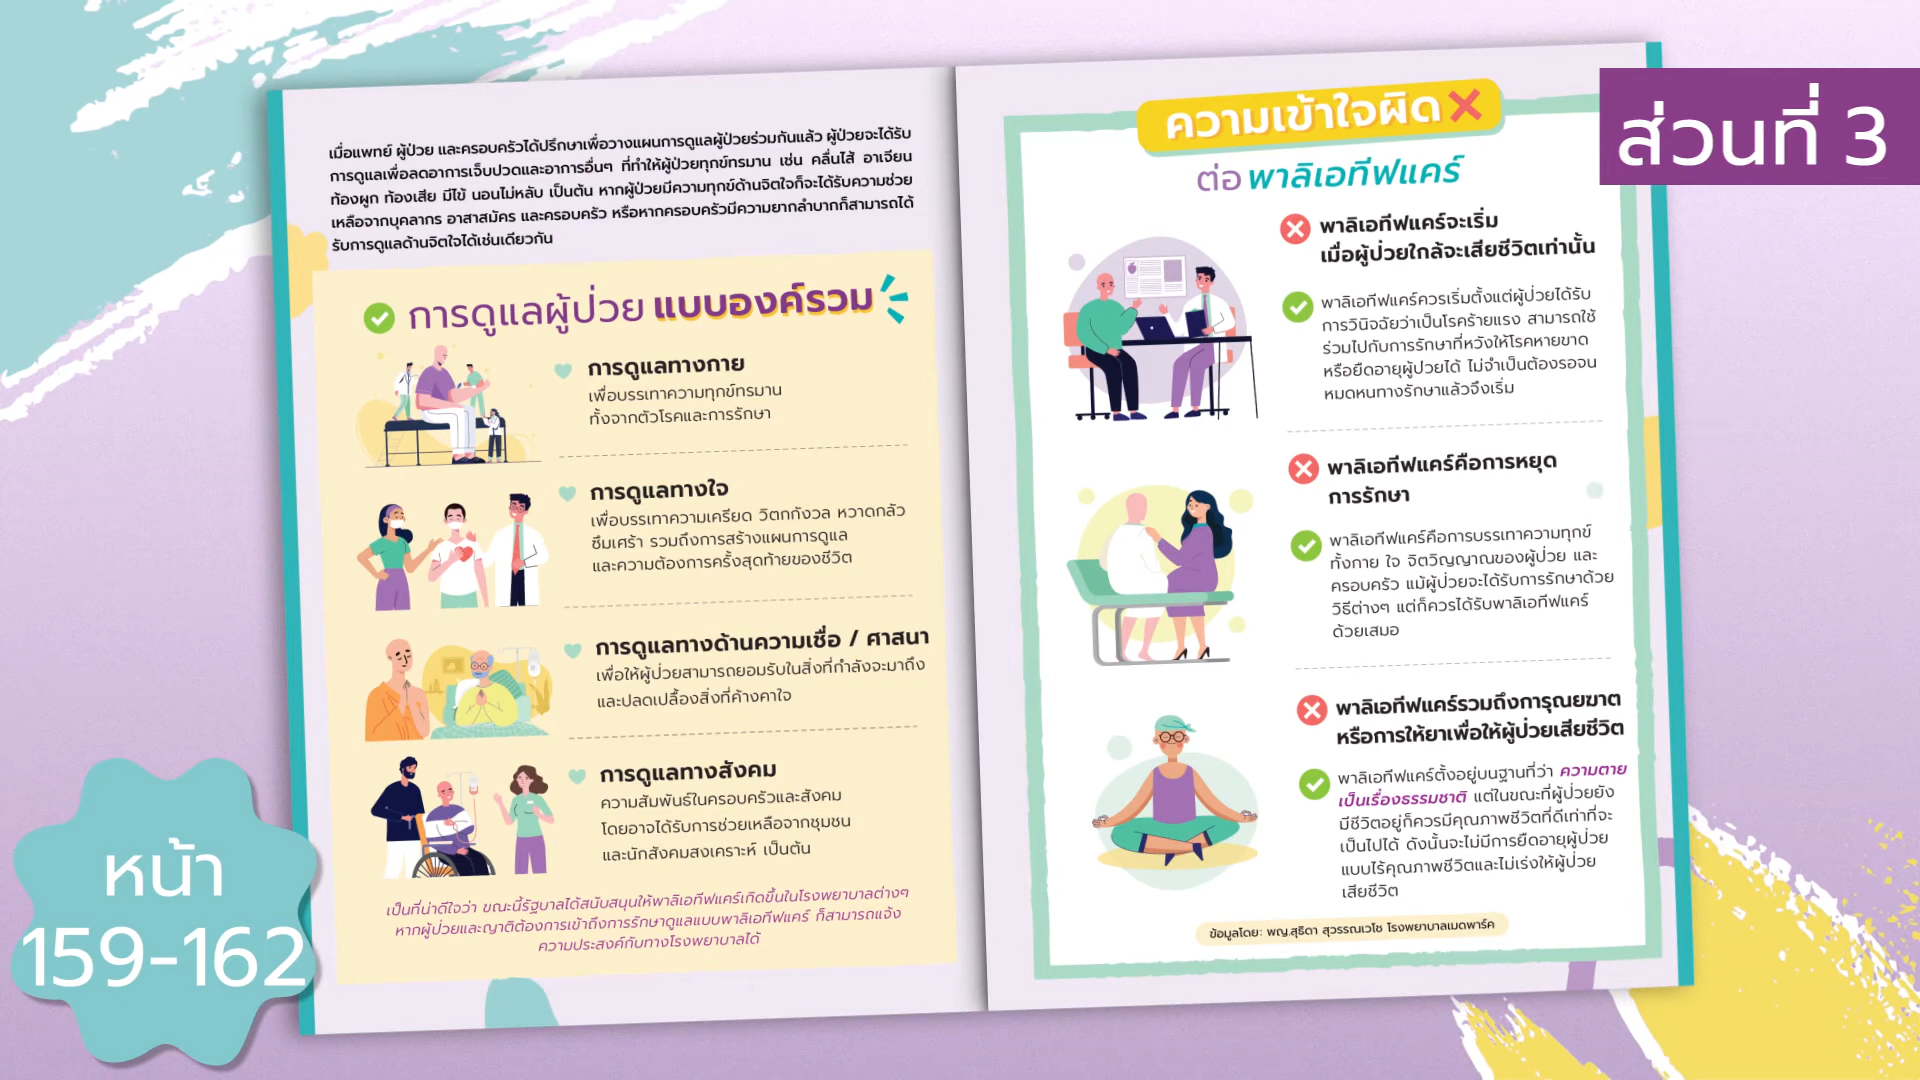 เมื่อแพทย์ ผู้ป่วย และครอบครัวได้ปรึกษาเพื่อวางแผนการดูแลผู้ป่วยร่วมกันแล้ว ผู้ป่วยจะได้รับ
การดูแลเพื่อลดอาการเจ็บปวดและอาการอื่นๆ ที่ทำให้ผู้ป่วยทุกข์ทรมาน เช่น คลื่นไส้ อาเจียน
ท้องผูก ท้องเสีย มีไข้ นอนไม่หลับ เป็นต้น หากผู้ป่วยมีความทุกข์ด้านจิตใจก็จะได้รับความช่วย
เหลือจากบุคลากร อาสาสมัคร และครอบครัว หรือหากครอบครัวมีความยากลำบากก็สามารถได้
รับการดูแลด้านจิตใจได้เช่นเดียวกัน
การดูแลผู้ป่วย แบบองค์รวม
การดูแลทางกาย
เพื่อบรรเทาความทุกข์ทรมาน
ทั้งจากตัวโรคและการรักษา
การดูแลทางใจ
เพื่อบรรเทาความเครียด วิตกกังวล หวาดกลัว
ซึมเศร้า รวมถึงการสร้างแผนการดูแล
และความต้องการครั้งสุดท้ายของชีวิต
การดูแลทางด้านความเชื่อ / ศาสนา
เพื่อให้ผู้ป่วยสามารถยอมรับในสิ่งที่กำลังจะมาถึง
และปลดเปลื้องสิ่งที่ค้างคาใจ
การดูแลทางสังคม
ความสัมพันธ์ในครอบครัวและสังคม
โดยอาจได้รับการช่วยเหลือจากชุมชน
และนักสังคมสงเคราะห์ เป็นต้น
เป็นที่น่าดีใจว่า ขณะนี้รัฐบาลได้สนับสนุนให้พาลิเอทีฟแคร์เกิดขึ้นในโรงพยาบาลต่างๆ
หากผู้ป่วยและญาติต้องการเข้าถึงการรักษาดูแลแบบพาลิเอทีฟแคร์ ก็สามารถแจ้ง
ความประสงค์กับทางโรงพยาบาลได้
หน้า
159-162
ความเข้าใจผิด
ต่อ พาลิเอทีฟแคร์
พาลิเอทีฟแคร์จะเริ่ม
เมื่อผู้ป่วยใกล้จะเสียชีวิตเท่านั้น
พาลิเอทีฟแคร์ควรเริ่มตั้งแต่ผู้ป่วยได้รับ
การวินิจฉัยว่าเป็นโรคร้ายแรง สามารถใช้
ร่วมไปกับการรักษาที่หวังให้โรคหายขาด
หรือยืดอายุผู้ป่วยได้ ไม่จำเป็นต้องรอจน
หมดหนทางรักษาแล้วจึงเริ่ม
พาลิเอทีฟแคร์คือการหยุด
การรักษา
พาลิเอทีฟแคร์คือการบรรเทาความทุกข์
ทั้งกาย ใจ จิตวิญญาณของผู้ป่วย และ
ครอบครัว แม้ผู้ป่วยจะได้รับการรักษาด้วย
วิธีต่างๆ แต่ก็ควรได้รับพาลิเอทีฟแคร์
ด้วยเสมอ
พาลิเอทีฟแคร์รวมถึงการุณยฆาต
หรือการให้ยาเพื่อให้ผู้ป่วยเสียชีวิต
พาลิเอทีฟแคร์ตั้งอยู่บนฐานที่ว่า ความตาย
เป็นเรื่องธรรมชาติ แต่ในขณะที่ผู้ป่วยยัง
มีชีวิตอยู่ก็ควรมีคุณภาพชีวิตที่ดีเท่าที่จะ
เป็นไปได้ ดังนั้นจะไม่มีการยืดอายุผู้ป่วย
แบบไร้คุณภาพชีวิตและไม่เร่งให้ผู้ป่วย
เสียชีวิต
ข้อมูลโดย: พญ.สุธิดา สุวรรณเวโช โรงพยาบาลเมดพาร์ค
ส่วนที่ 3